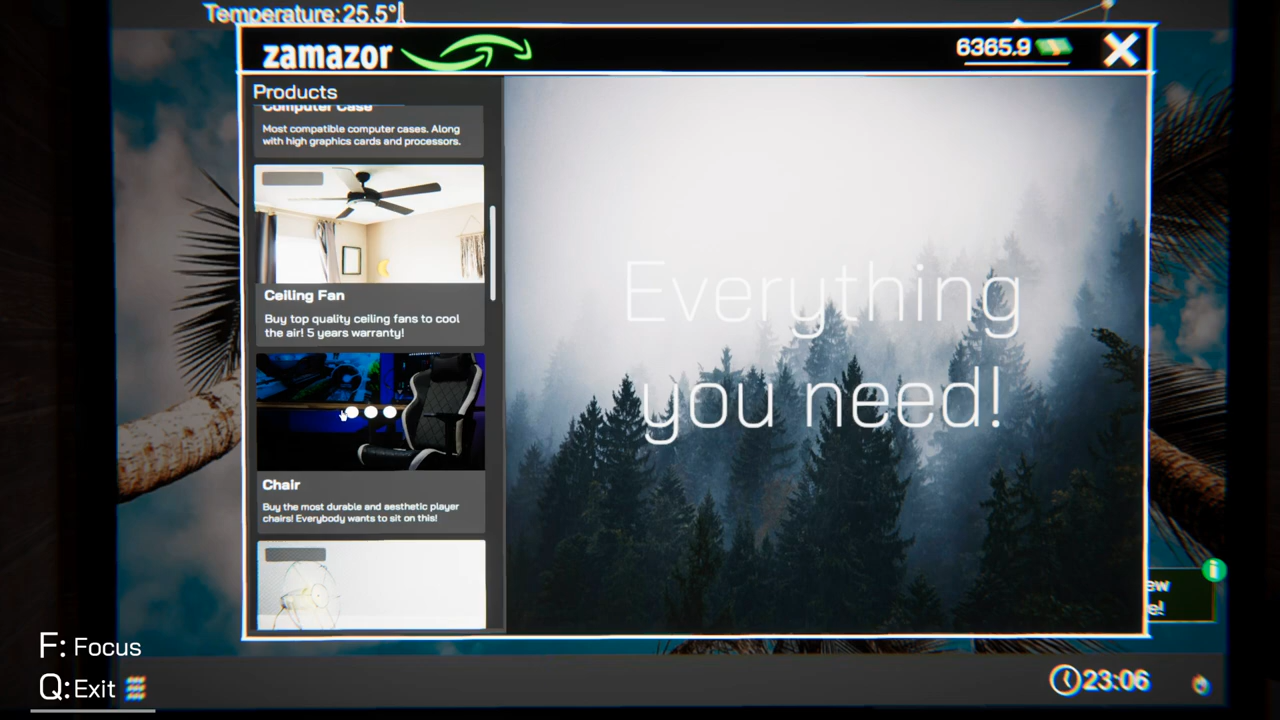 Temperature:25.5°
zamazor
6365.9
Products
Computer Case
Most compatible computer cases. Along
with high graphics cards and processors.
Ceiling Fan
Buy top quality ceiling fans to cool
the air! 5 years warranty!
Chair
Buy the most durable and aesthetic player
chairs! Everybody wants to sit on this!
Everything
you need!
F: Focus
Q: Exit
23:06